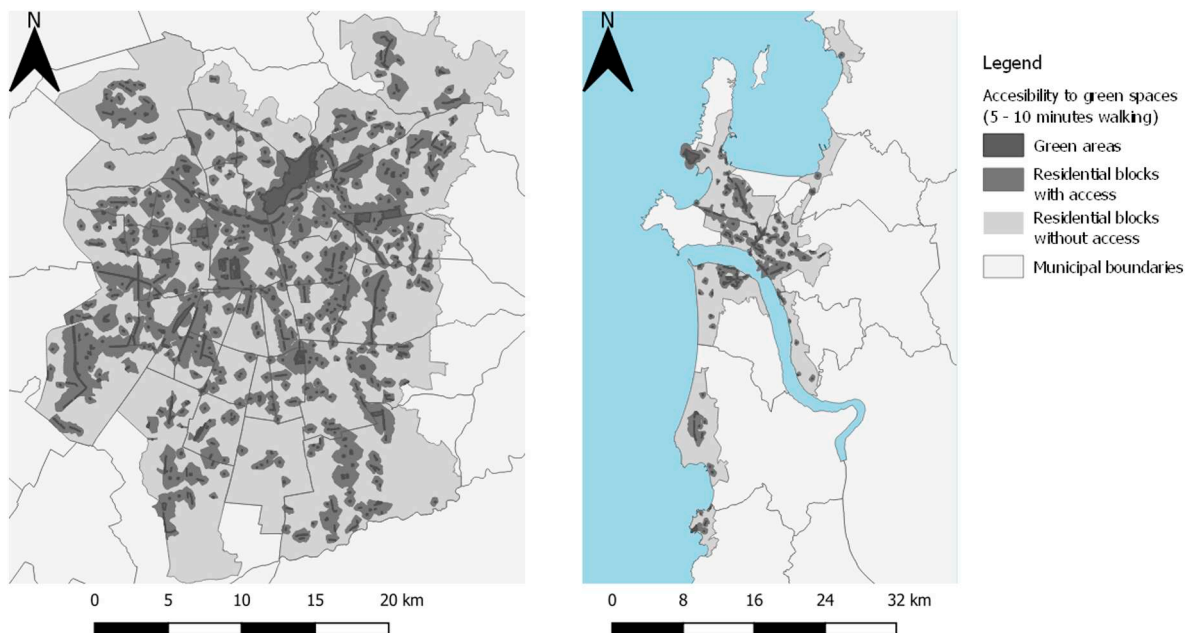 N
0 5 10 15 20 km
N
0 8 16 24 32 km
Legend
Accesibility to green spaces
(5 - 10 minutes walking)
Green areas
Residential blocks
with access
Residential blocks
without access
Municipal boundaries